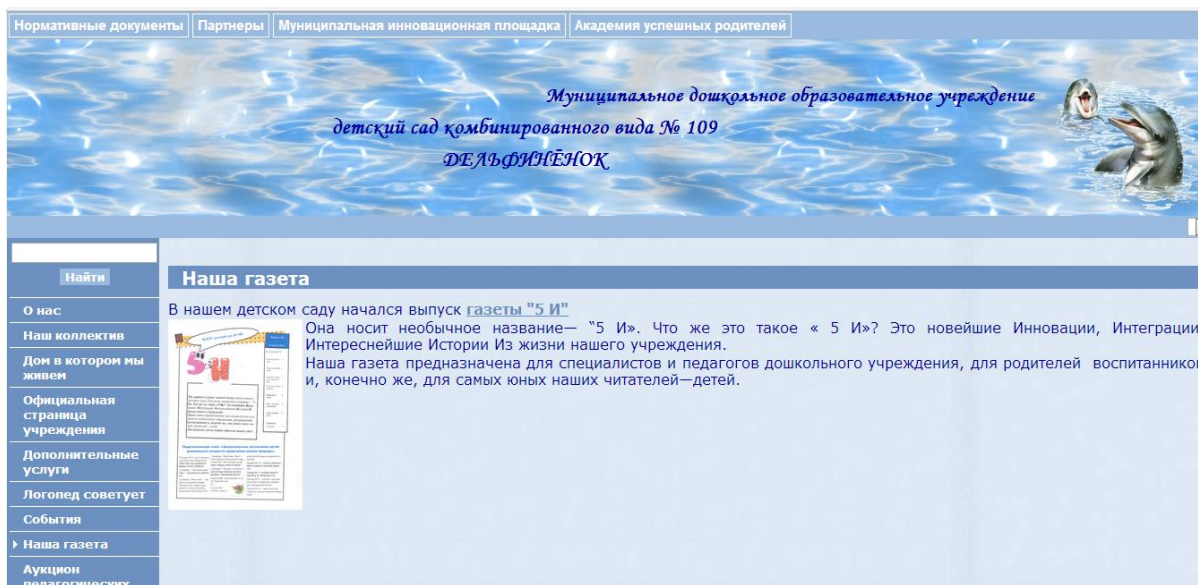 Нормативные документы Партнеры Муниципальная инновационная площадка Академия успешных родителей
Муниципальное дошкольное образовательное учреждение
детский сад комбинированного вида № 109
ДЕЛЬФИНЁНОК
Найти
О нас
Наш коллектив
Дом в котором мы
живем
Официальная
страница
учреждения
Дополнительные
услуги
Логопед советует
События
Наша газета
Аукцион
педагогических
Наша газета
В нашем детском саду начался выпуск газеты "5 И"
Она носит необычное название— “5 И». Что же это такое « 5 И»? Это новейшие Инновации, Интеграции
Интереснейшие Истории Из жизни нашего учреждения.
Наша газета предназначена для специалистов и педагогов дошкольного учреждения, для родителей воспитаннико
и, конечно же, для самых юных наших читателей—детей.
5 И